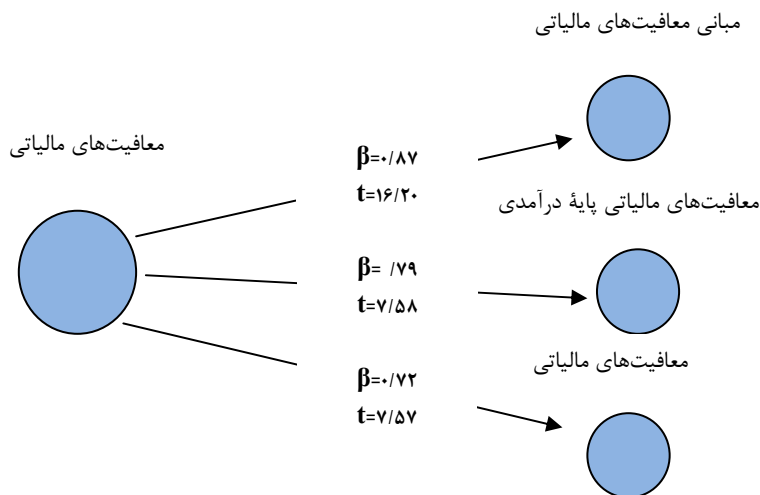 مبانی معافیت‌های مالیاتی
معافیت‌های مالیاتی
β=۰/۸۷
t=۱۶/۲۰
معافیت‌های مالیاتی پایهٔ درآمدی
β= /۷۹
t=۷/۵۸
معافیت‌های مالیاتی
β=۰/۷۲
t=۷/۵۷